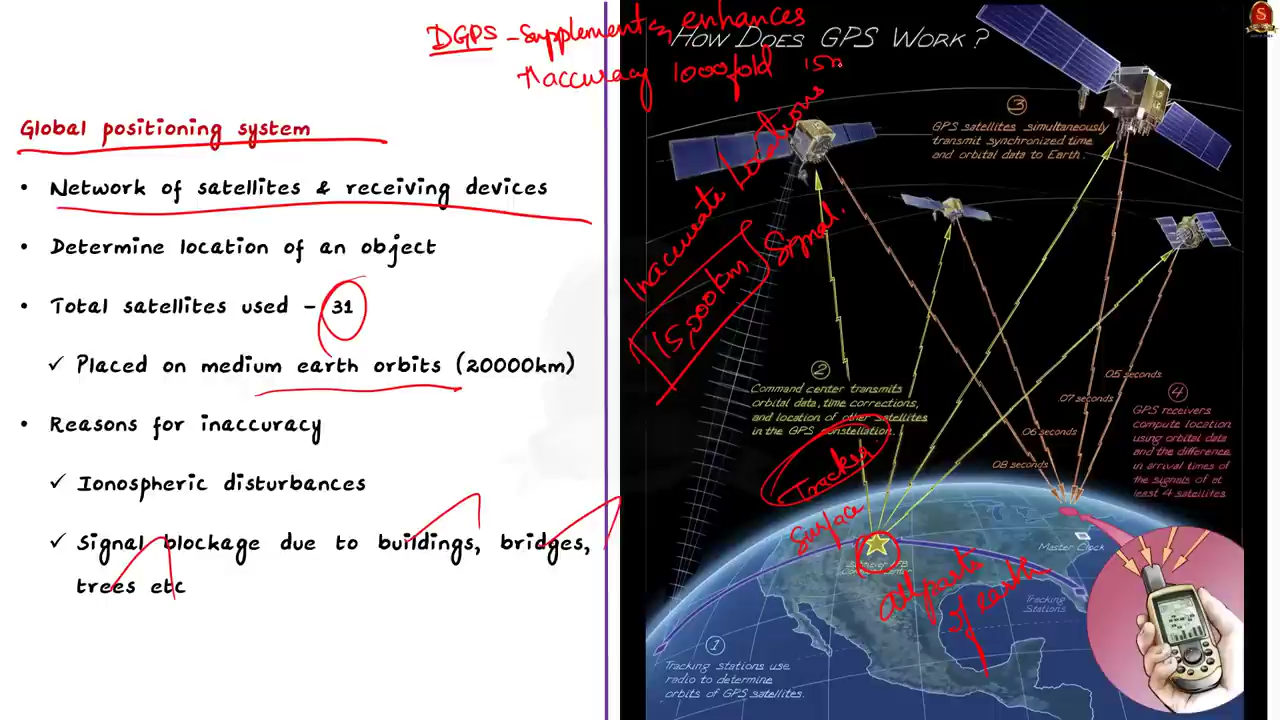 DGPS - Supplements, enhances
↑ accuracy 1000fold 15m
HOW DOES GPS WORK?
Global positioning system
• Network of satellites & receiving devices
• Determine location of an object
• Total satellites used - 31
✓ Placed on medium earth orbits (20000km)
• Reasons for inaccuracy
✓ Ionospheric disturbances
✓ Signal blockage due to buildings, bridges,
trees etc
Inaccurate Locations
15,000km
Signal.
3
GPS satellites simultaneously
transmit synchronized time
and orbital data to Earth.
2
Command center transmits
orbital data, time corrections,
and location of other satellites
in the GPS constellation.
.05 seconds
.07 seconds
.06 seconds
.08 seconds
4
GPS receivers
compute location
using orbital data
and the difference
in arrival times of
the signals of at
least 4 satellites.
Tracker
Surface
All parts
of earth
Master Clock
Tracking
Stations
1
Tracking stations use
radio to determine
orbits of GPS satellites.